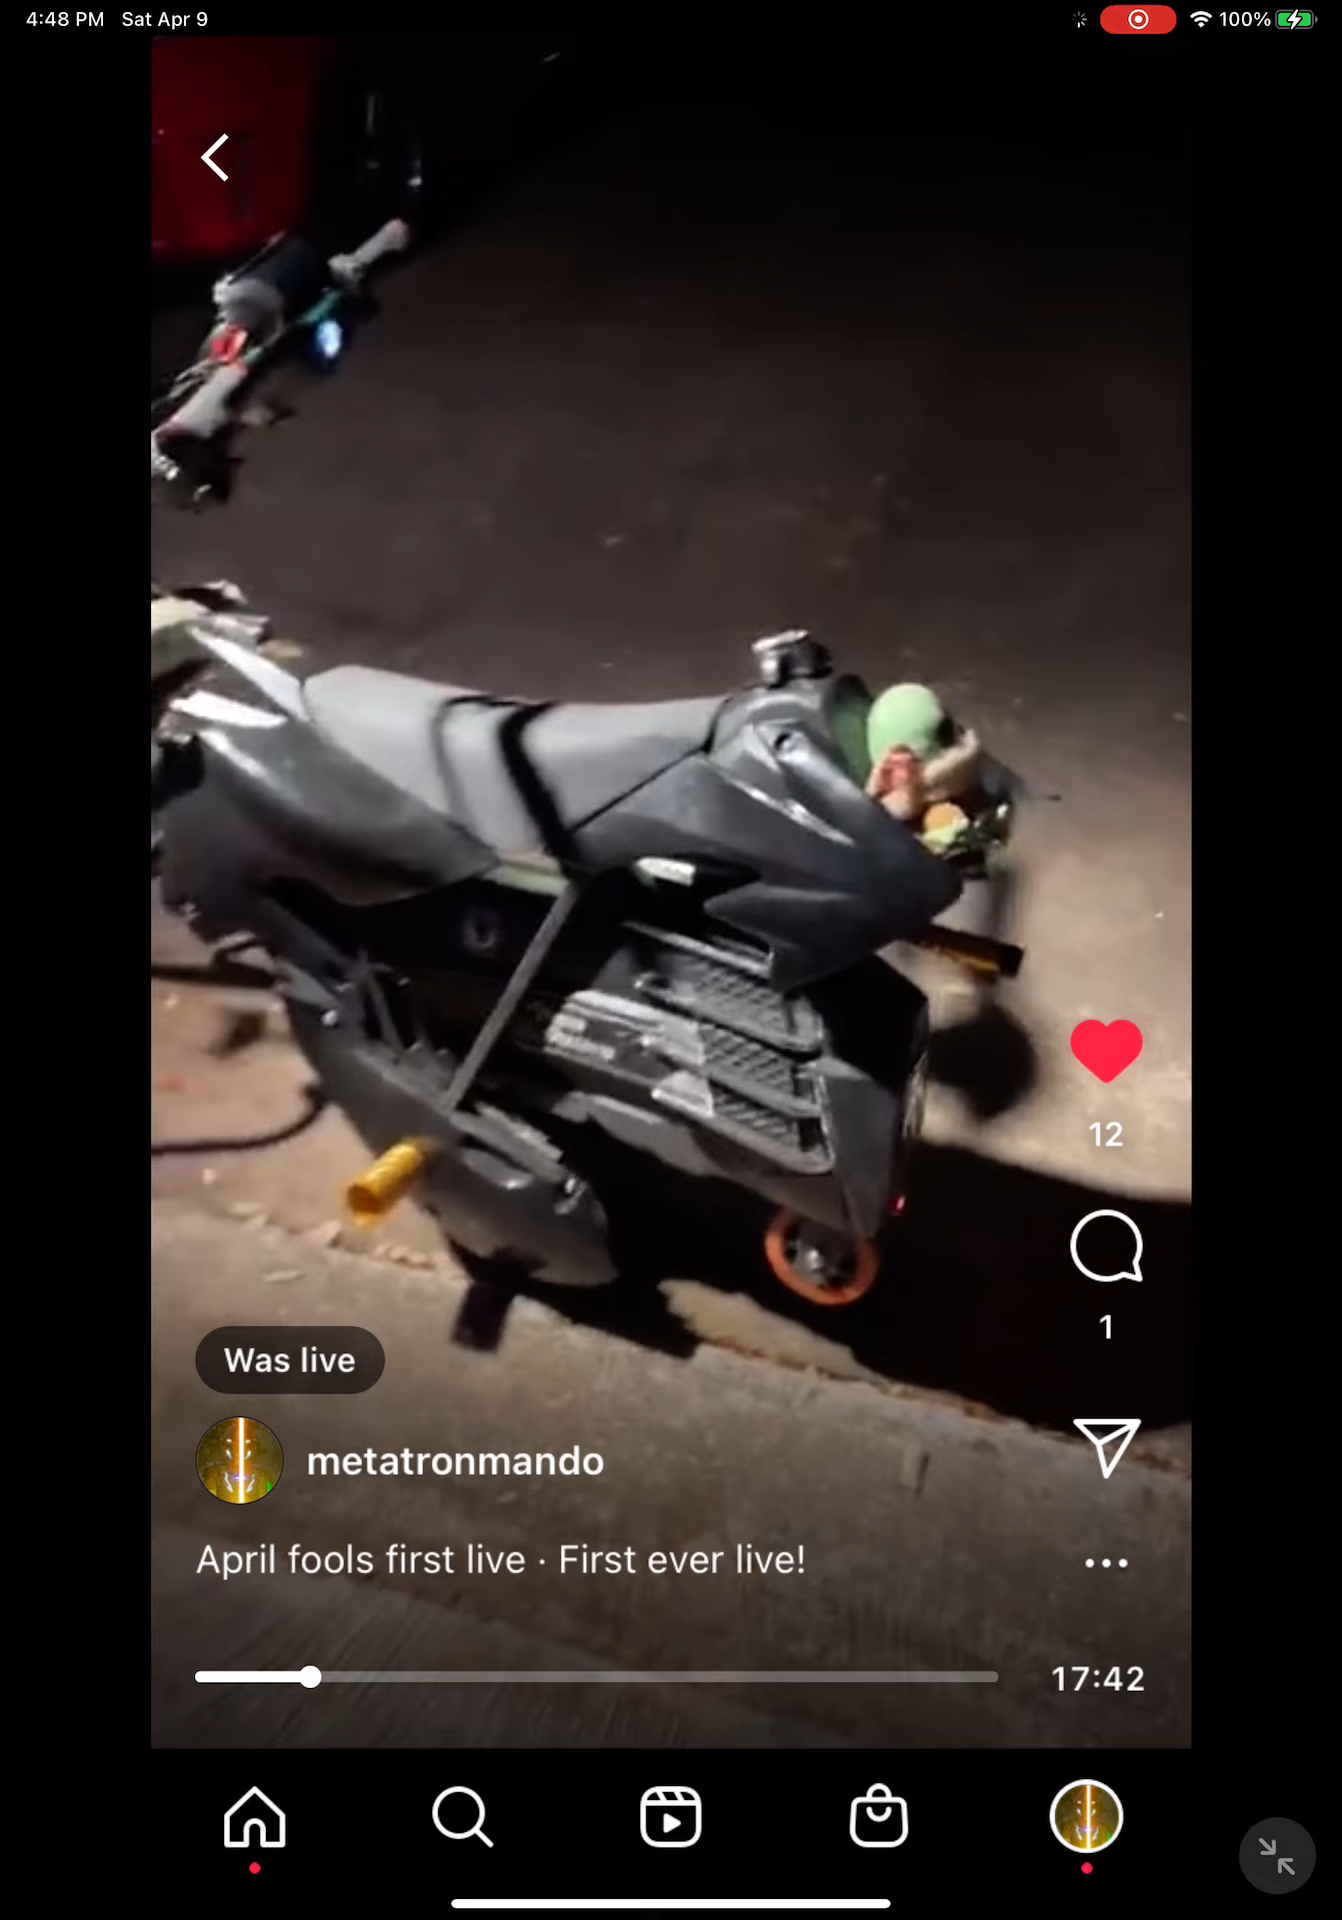 4:48 PM Sat Apr 9
100%
12
1
Was live
metatronmando
April fools first live · First ever live!
17:42